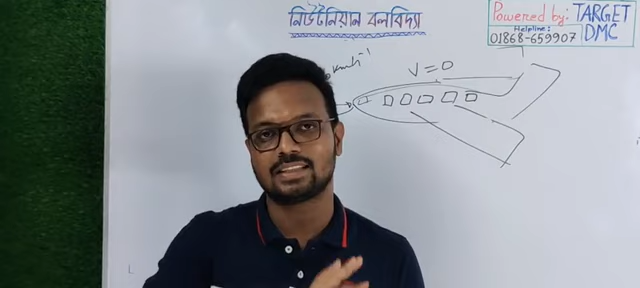 নিউটনিয়ান বলবিদ্যা
Powered by: TARGET
DMC
Helpline:
01868-659907
V = 0